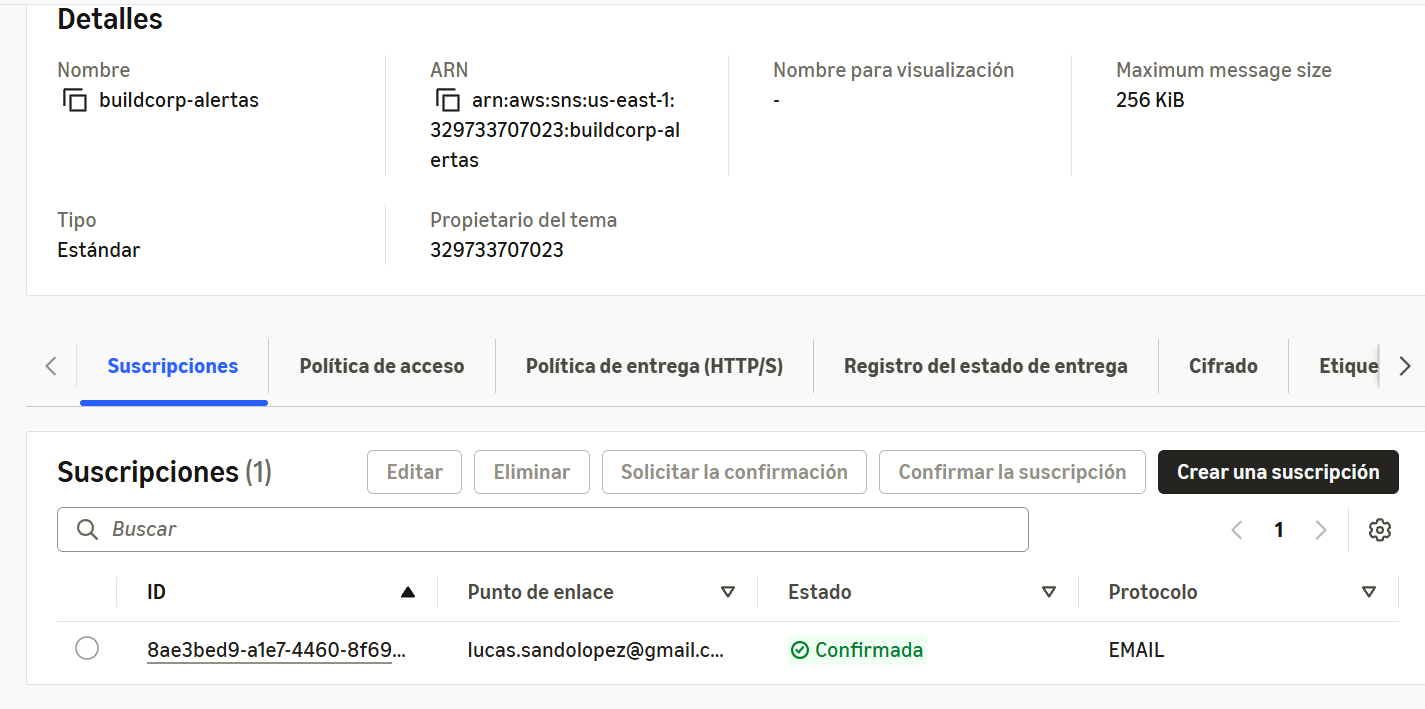 Detalles
Nombre
buildcorp-alertas
ARN
arn:aws:sns:us-east-1:
329733707023:buildcorp-al
ertas
Nombre para visualización
-
Maximum message size
256 KiB
Tipo
Estándar
Propietario del tema
329733707023
Suscripciones
Política de acceso
Política de entrega (HTTP/S)
Registro del estado de entrega
Cifrado
Etique
Suscripciones (1)
Editar
Eliminar
Solicitar la confirmación
Confirmar la suscripción
Crear una suscripción
Buscar
1
ID
Punto de enlace
Estado
Protocolo
8ae3bed9-a1e7-4460-8f69...
lucas.sandolopez@gmail.c...
Confirmada
EMAIL